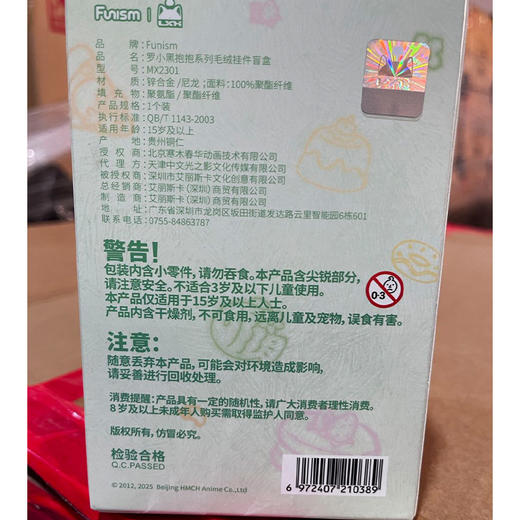 Funism | LXH
品牌：Funism
品名：罗小黑抱抱系列毛绒挂件盲盒
型号：MX2301
材质：锌合金/尼龙；面料：100%聚酯纤维
填充物：聚氨酯/聚酯纤维
产品规格：1个装
执行标准：QB/T 1143-2003
适用年龄：15岁及以上
产地：贵州铜仁
授权商：北京寒木春华动画技术有限公司
代理方：天津中文光之影文化传媒有限公司
被授权商：深圳市艾丽斯卡文化创意有限公司
总经销商：艾丽斯卡（深圳）商贸有限公司
制造商：艾丽斯卡（深圳）商贸有限公司
地址：广东省深圳市龙岗区坂田街道发达路云里智能园6栋601
联系电话：0755-84863787
警告！
包装内含小零件，请勿吞食。本产品含尖锐部分，
请注意安全。不适合3岁及以下儿童使用。
本产品仅适用于15岁及以上人士。
产品内含干燥剂，不可食用，远离儿童及宠物，误食有害。
0-3
注意：
随意丢弃本产品，可能会对环境造成影响，
请妥善进行回收处理。
消费提醒：产品具有一定的随机性，请广大消费者理性消费。
8岁及以上未成年人购买需取得监护人同意。
版权所有，仿冒必究。
检验合格
Q.C.PASSED
© 2012, 2025 Beijing HMCH Anime Co.,Ltd
6 972407 210389